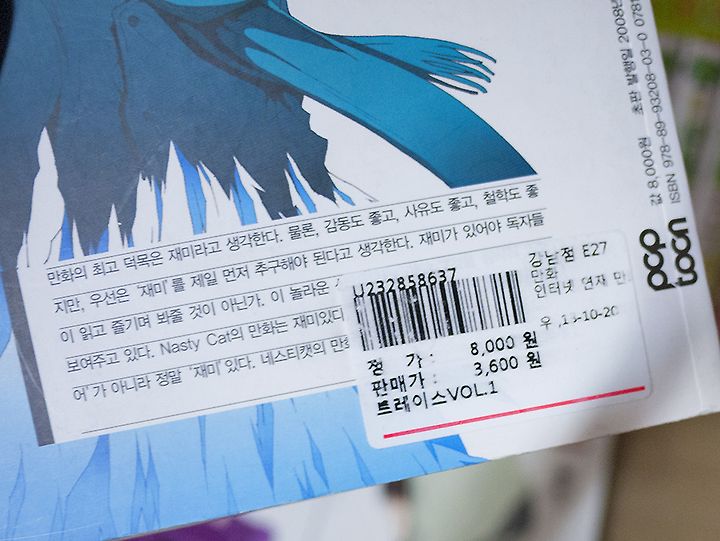 만화의 최고 덕목은 재미라고 생각한다. 물론, 감동도 좋고, 사유도 좋고, 철학도 좋
지만, 우선은 '재미'를 제일 먼저 추구해야 된다고 생각한다. 재미가 있어야 독자들
이 읽고 즐기며 봐줄 것이 아닌가. 이 놀라운
보여주고 있다. Nasty Cat의 만화는 재미있다
어'가 아니라 정말 '재미'있다. 네스티캣의 만화
U232858637
강남점 E27
만화
인터넷 연재 만
우 .15-10-20
정 가 : 8,000 원
판매가 : 3,600 원
트레이스VOL.1
pop
toon
값 8,000원 초판 발행일 2008년
ISBN 978-89-93208-03-0 0781